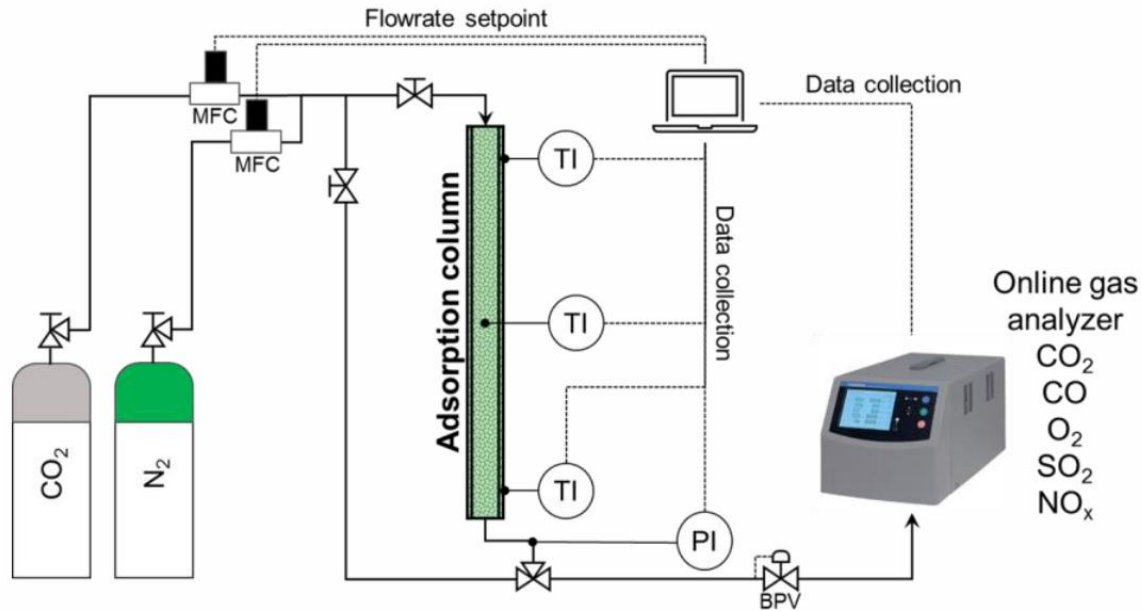 Flowrate setpoint
Data collection
MFC
MFC
TI
Adsorption column
Data collection
TI
Online gas
analyzer
CO₂
CO
O₂
SO₂
NOₓ
CO₂
N₂
TI
PI
BPV